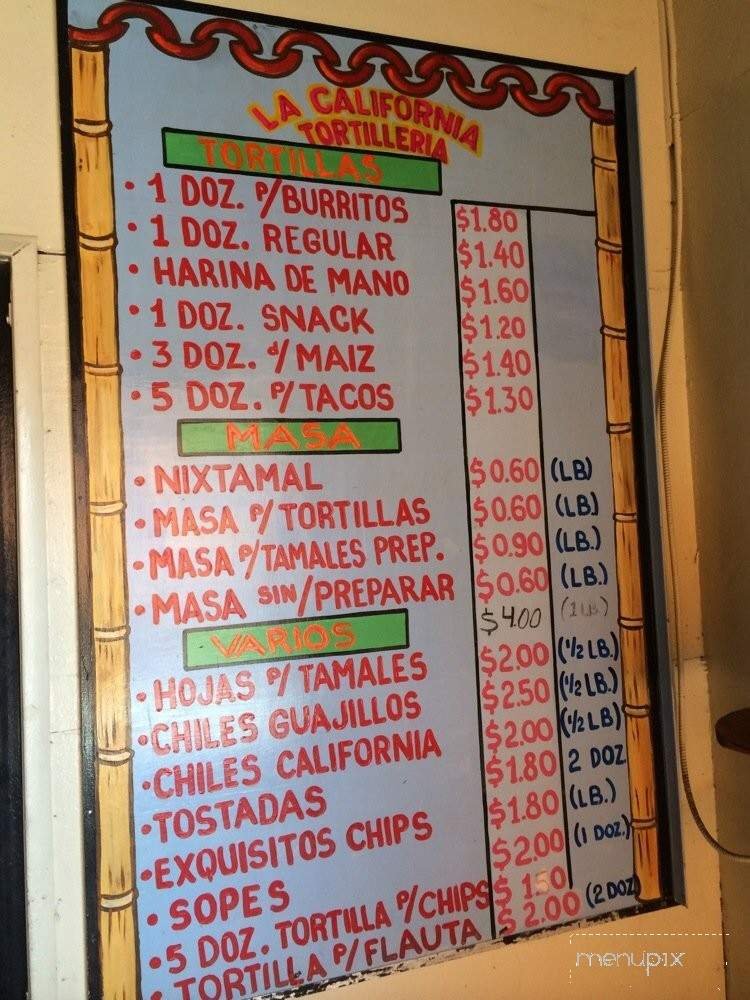 LA CALIFORNIA
TORTILLERIA
TORTILLAS
• 1 DOZ. P/BURRITOS $1.80
• 1 DOZ. REGULAR $1.40
• HARINA DE MANO $1.60
• 1 DOZ. SNACK $1.20
• 3 DOZ. d/MAIZ $1.40
• 5 DOZ. P/TACOS $1.30
MASA
• NIXTAMAL $0.60 (LB)
• MASA P/TORTILLAS $0.60 (LB.)
• MASA P/TAMALES PREP. $0.90 (LB.)
• MASA SIN/PREPARAR $0.60 (LB.)
VARIOS
$4.00 (1 LB.)
• HOJAS P/TAMALES $2.00 (1/2 LB.)
• CHILES GUAJILLOS $2.50 (1/2 LB.)
• CHILES CALIFORNIA $2.00 (1/2 LB)
• TOSTADAS $1.80 2 DOZ
• EXQUISITOS CHIPS $1.80 (LB.)
• SOPES $2.00 (1 DOZ.)
• 5 DOZ. TORTILLA P/CHIPS $1.50
• TORTILLA P/FLAUTA $2.00 (2 DOZ)
menupix